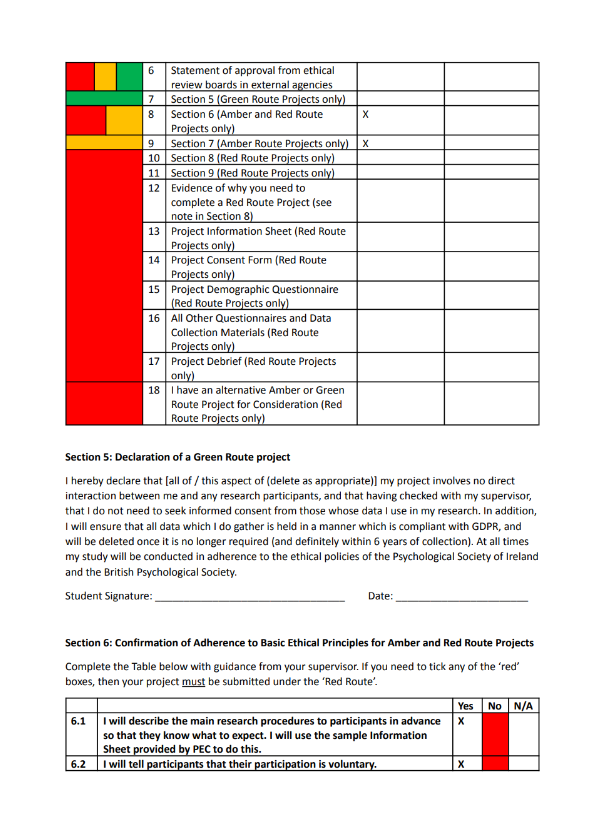 6 Statement of approval from ethical
review boards in external agencies
7 Section 5 (Green Route Projects only)
8 Section 6 (Amber and Red Route X
Projects only)
9 Section 7 (Amber Route Projects only) X
10 Section 8 (Red Route Projects only)
11 Section 9 (Red Route Projects only)
12 Evidence of why you need to
complete a Red Route Project (see
note in Section 8)
13 Project Information Sheet (Red Route
Projects only)
14 Project Consent Form (Red Route
Projects only)
15 Project Demographic Questionnaire
(Red Route Projects only)
16 All Other Questionnaires and Data
Collection Materials (Red Route
Projects only)
17 Project Debrief (Red Route Projects
only)
18 I have an alternative Amber or Green
Route Project for Consideration (Red
Route Projects only)
Section 5: Declaration of a Green Route project
I hereby declare that [all of / this aspect of (delete as appropriate)] my project involves no direct
interaction between me and any research participants, and that having checked with my supervisor,
that I do not need to seek informed consent from those whose data I use in my research. In addition,
I will ensure that all data which I do gather is held in a manner which is compliant with GDPR, and
will be deleted once it is no longer required (and definitely within 6 years of collection). At all times
my study will be conducted in adherence to the ethical policies of the Psychological Society of Ireland
and the British Psychological Society.
Student Signature: ________________________________ Date: ______________________
Section 6: Confirmation of Adherence to Basic Ethical Principles for Amber and Red Route Projects
Complete the Table below with guidance from your supervisor. If you need to tick any of the ‘red’
boxes, then your project must be submitted under the ‘Red Route’.
Yes No N/A
6.1 I will describe the main research procedures to participants in advance X
so that they know what to expect. I will use the sample Information
Sheet provided by PEC to do this.
6.2 I will tell participants that their participation is voluntary. X